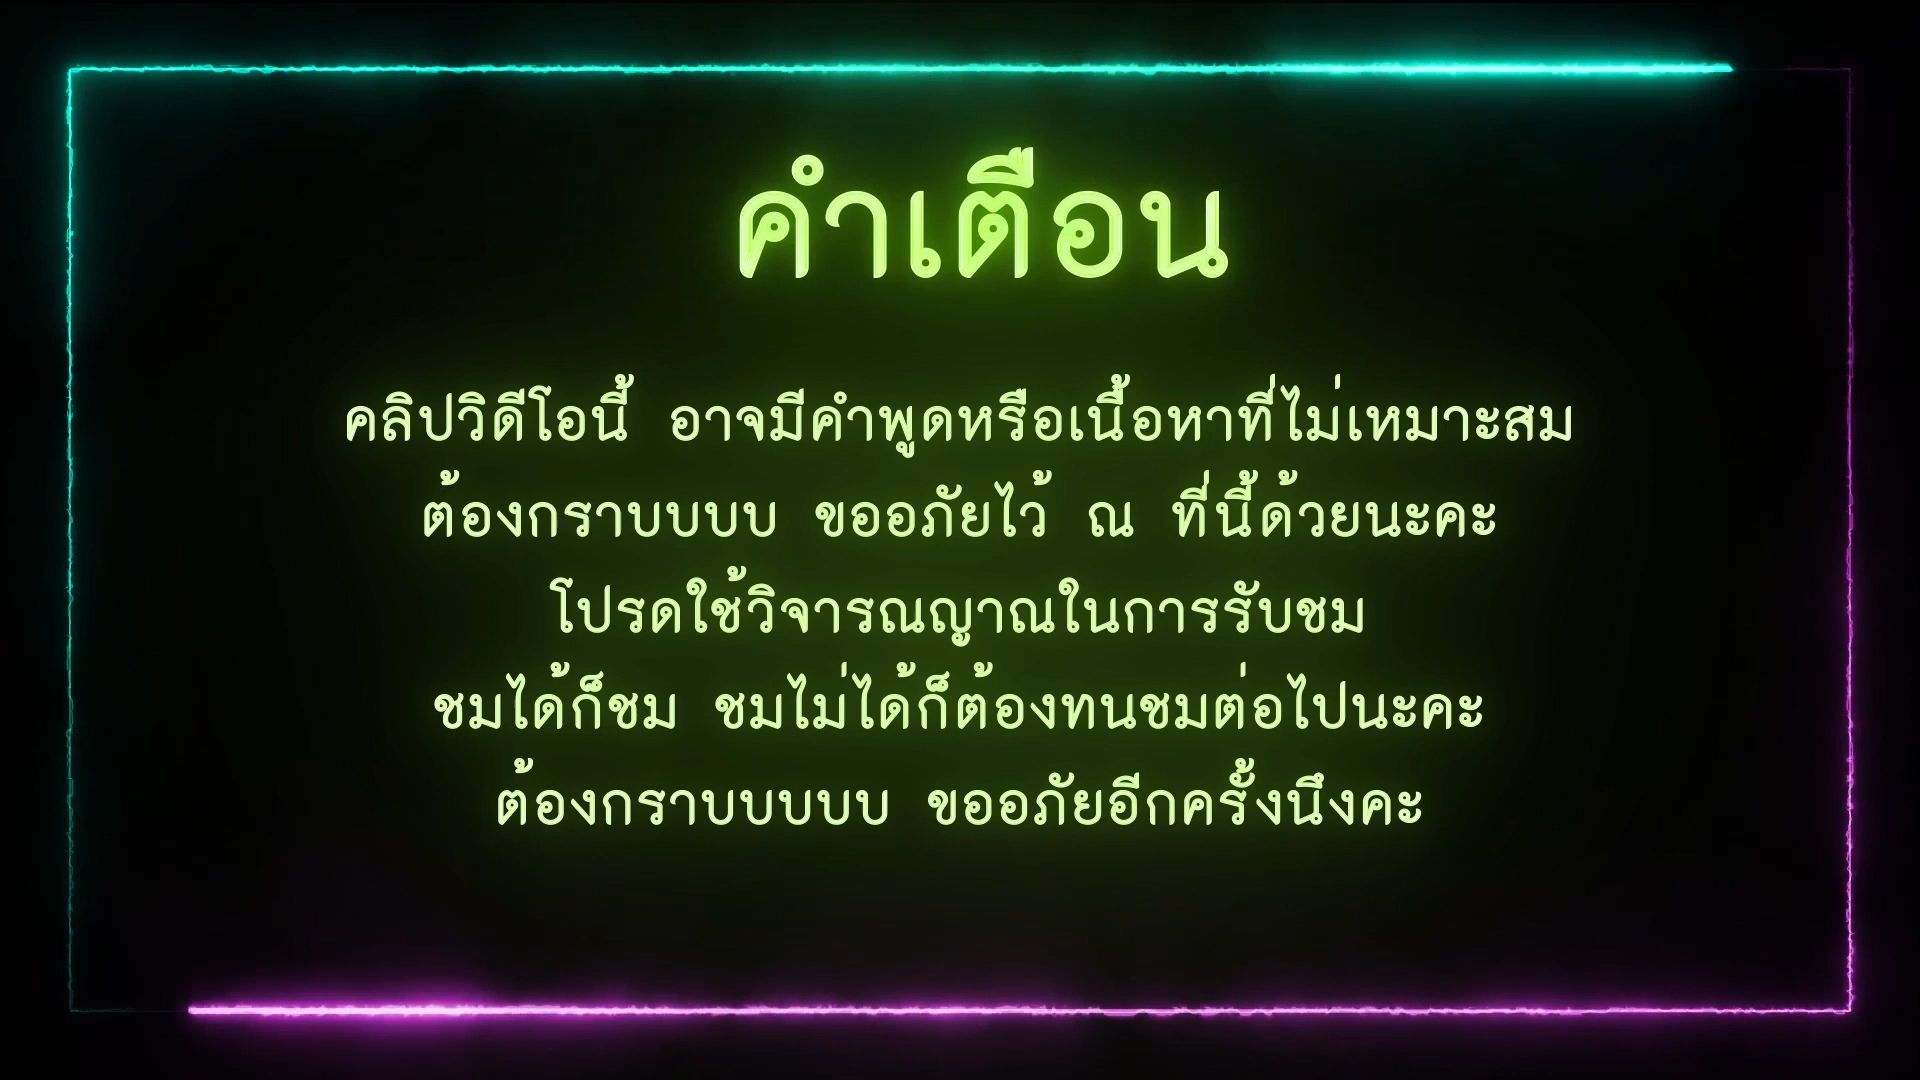 คำเตือน
คลิปวิดีโอนี้ อาจมีคำพูดหรือเนื้อหาที่ไม่เหมาะสม
ต้องกราบบบบ ขออภัยไว้ ณ ที่นี้ด้วยนะคะ
โปรดใช้วิจารณญาณในการรับชม
ชมได้ก็ชม ชมไม่ได้ก็ต้องทนชมต่อไปนะคะ
ต้องกราบบบบบ ขออภัยอีกครั้งนึงคะ